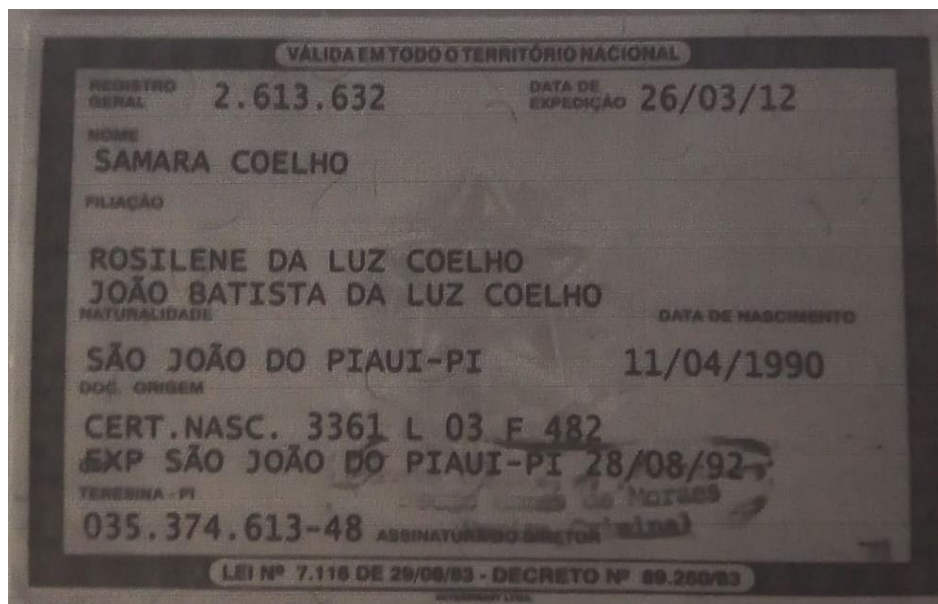 VÁLIDA EM TODO O TERRITÓRIO NACIONAL
REGISTRO GERAL 2.613.632 DATA DE EXPEDIÇÃO 26/03/12
NOME
SAMARA COELHO
FILIAÇÃO
ROSILENE DA LUZ COELHO
JOÃO BATISTA DA LUZ COELHO
NATURALIDADE DATA DE NASCIMENTO
SÃO JOÃO DO PIAUI-PI 11/04/1990
DOC. ORIGEM
CERT.NASC. 3361 L 03 F 482
EXP SÃO JOÃO DO PIAUI-PI 28/08/92
TERESINA - PI de Moraes
035.374.613-48 ASSINATURA DO DIRETOR Criminal
LEI Nº 7.116 DE 29/08/83 - DECRETO Nº 89.250/83